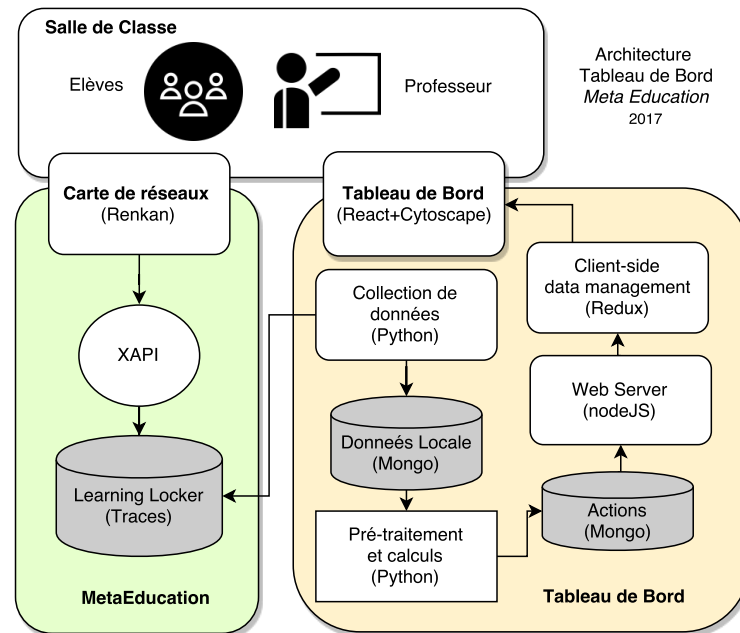 Salle de Classe
Elèves
Professeur
Architecture
Tableau de Bord
Meta Education
2017
Carte de réseaux
(Renkan)
Tableau de Bord
(React+Cytoscape)
XAPI
Learning Locker
(Traces)
MetaEducation
Collection de
données
(Python)
Donneés Locale
(Mongo)
Pré-traitement
et calculs
(Python)
Client-side
data management
(Redux)
Web Server
(nodeJS)
Actions
(Mongo)
Tableau de Bord